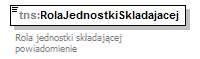 tns:RolaJednostkiSkladajacej
Rola jednostki składającej
powiadomienie